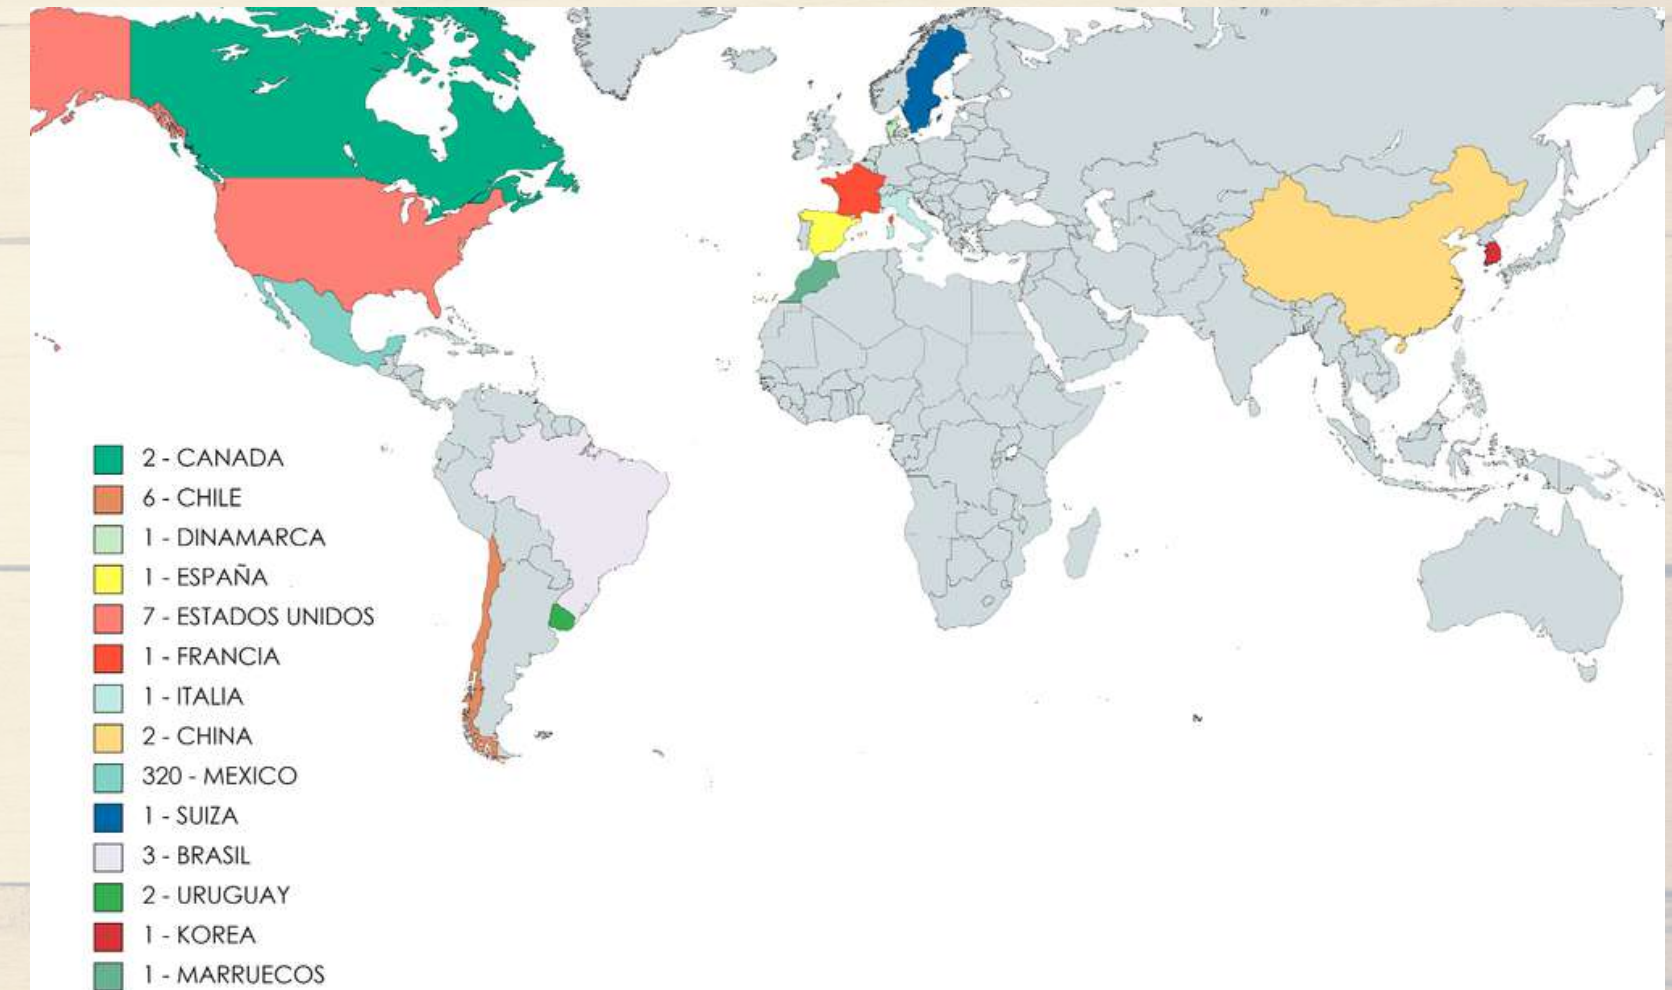 2 - CANADA
6 - CHILE
1 - DINAMARCA
1 - ESPAÑA
7 - ESTADOS UNIDOS
1 - FRANCIA
1 - ITALIA
2 - CHINA
320 - MEXICO
1 - SUIZA
3 - BRASIL
2 - URUGUAY
1 - KOREA
1 - MARRUECOS